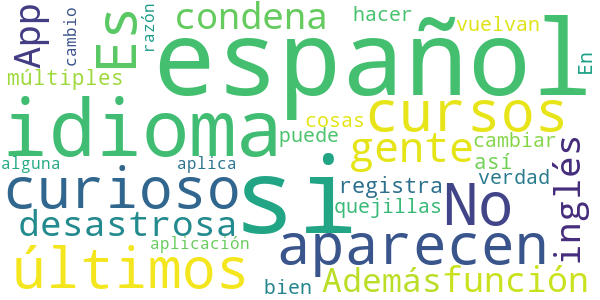 App
cambio
Es
razón
condena
hacer
vuelvan
español
En
múltiples
idioma
cosas
cursos
puede
gente
cambiar
así
inglés
alguna
aplica
curioso
si
registra
verdad
No
quejillas
desastrosa
aparecen
aplicación
últimos
bien
Además
función